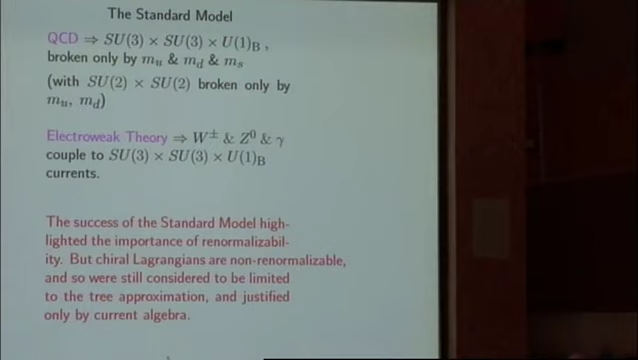 The Standard Model
QCD ⇒ SU(3) × SU(3) × U(1)_B ,
broken only by m_u & m_d & m_s
(with SU(2) × SU(2) broken only by
m_u, m_d)
Electroweak Theory ⇒ W^± & Z^0 & γ
couple to SU(3) × SU(3) × U(1)_B
currents.
The success of the Standard Model high-
lighted the importance of renormalizabil-
ity. But chiral Lagrangians are non-renormalizable,
and so were still considered to be limited
to the tree approximation, and justified
only by current algebra.